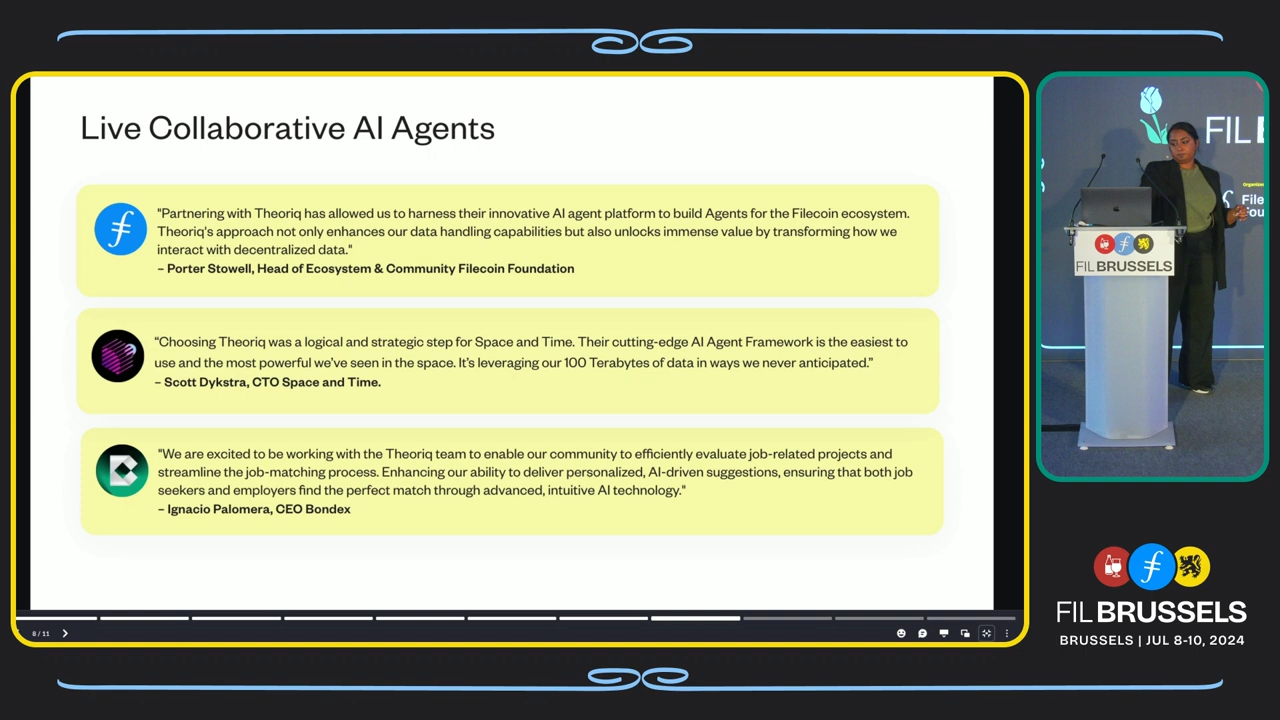 Live Collaborative AI Agents
"Partnering with Theoriq has allowed us to harness their innovative AI agent platform to build Agents for the Filecoin ecosystem.
Theoriq's approach not only enhances our data handling capabilities but also unlocks immense value by transforming how we
interact with decentralized data."
– Porter Stowell, Head of Ecosystem & Community Filecoin Foundation
"Choosing Theoriq was a logical and strategic step for Space and Time. Their cutting-edge AI Agent Framework is the easiest to
use and the most powerful we've seen in the space. It's leveraging our 100 Terabytes of data in ways we never anticipated."
– Scott Dykstra, CTO Space and Time.
"We are excited to be working with the Theoriq team to enable our community to efficiently evaluate job-related projects and
streamline the job-matching process. Enhancing our ability to deliver personalized, AI-driven suggestions, ensuring that both job
seekers and employers find the perfect match through advanced, intuitive AI technology."
– Ignacio Palomera, CEO Bondex
8 / 11
FIL
FIL BRUSSELS
FIL BRUSSELS
BRUSSELS | JUL 8-10, 2024